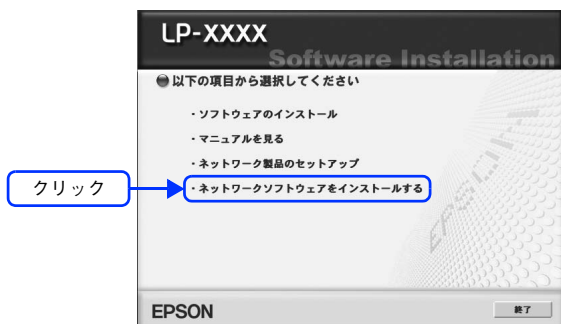 LP-XXXX
Software Installation
以下の項目から選択してください
・ソフトウェアのインストール
・マニュアルを見る
・ネットワーク製品のセットアップ
クリック
・ネットワークソフトウェアをインストールする
EPSON
EPSON
終了